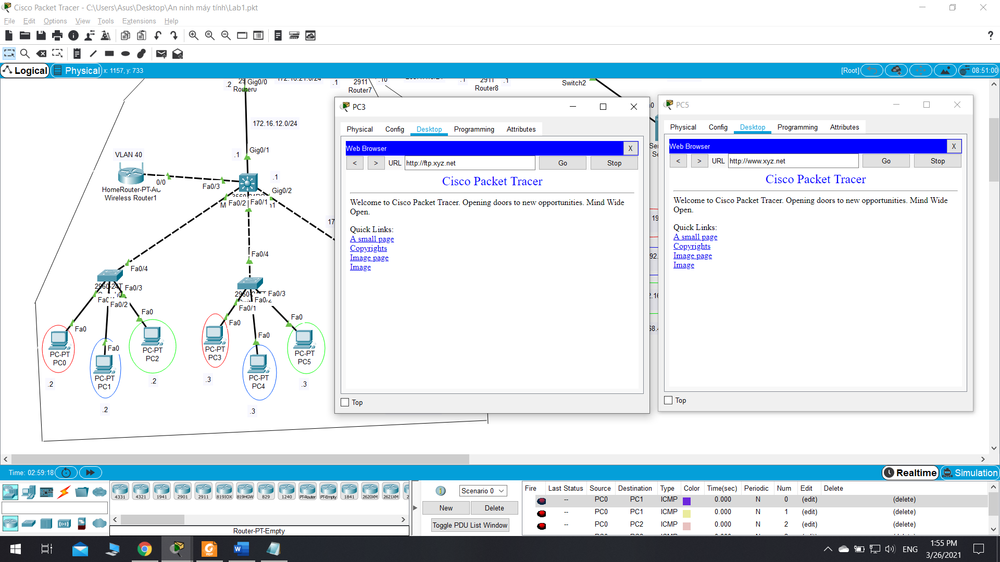 Cisco Packet Tracer - C:\Users\Asus\Desktop\An ninh máy tính\Lab1.pkt
File Edit Options View Tools Extensions Help
Logical Physical x: 1157, y: 733 [Root] 08:51:00
.2 Gig0/0 .1 2911 .10 .1 2911 .1 Switch2
Router0 Router7 Router8
172.16.12.0/24
.1 Gig0/1
VLAN 40
0/0 Fa0/3 .1
Gig0/2
HomeRouter-PT-AC
Wireless Router1
Fa0/2 Fa0/1
Fa0/4
Fa0/4
2960-24T Fa0/3
Fa0/2
Fa0/3
Fa0/2
Fa0/1
Fa0 Fa0 Fa0
PC-PT
PC0
.2
PC-PT
PC1
.2
PC-PT
PC2
.2
Fa0 Fa0 Fa0
PC-PT
PC3
.3
PC-PT
PC4
.3
PC-PT
PC5
.3
PC3
Physical Config Desktop Programming Attributes
Web Browser X
< > URL http://ftp.xyz.net Go Stop
Cisco Packet Tracer
Welcome to Cisco Packet Tracer. Opening doors to new opportunities. Mind Wide
Open.
Quick Links:
A small page
Copyrights
Image page
Image
Top
PC5
Physical Config Desktop Programming Attributes
Web Browser X
< > URL http://www.xyz.net Go Stop
Cisco Packet Tracer
Welcome to Cisco Packet Tracer. Opening doors to new opportunities. Mind Wide
Open.
Quick Links:
A small page
Copyrights
Image page
Image
Top
Time: 02:59:18 Realtime Simulation
4331 4321 1941 2901 2911 819IOX 819HGW 829 1240 PT-Router PT-Empty 1841 2620XM 2621XM
Router-PT-Empty
Scenario 0
New Delete
Toggle PDU List Window
Fire Last Status Source Destination Type Color Time(sec) Periodic Num Edit Delete
-- PC0 PC1 ICMP 0.000 N 0 (edit) (delete)
-- PC0 PC1 ICMP 0.000 N 1 (edit) (delete)
-- PC0 PC2 ICMP 0.000 N 2 (edit) (delete)
ENG 1:55 PM
3/26/2021